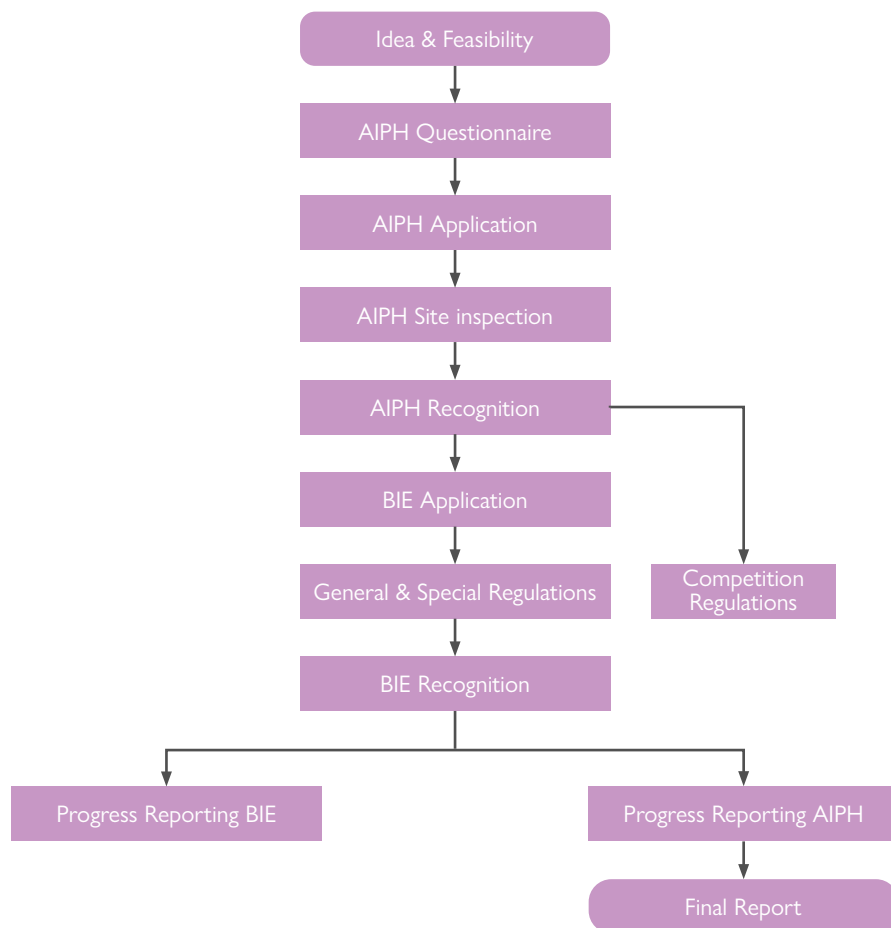 Idea & Feasibility
AIPH Questionnaire
AIPH Application
AIPH Site inspection
AIPH Recognition
BIE Application
General & Special Regulations
Competition
Regulations
BIE Recognition
Progress Reporting BIE
Progress Reporting AIPH
Final Report